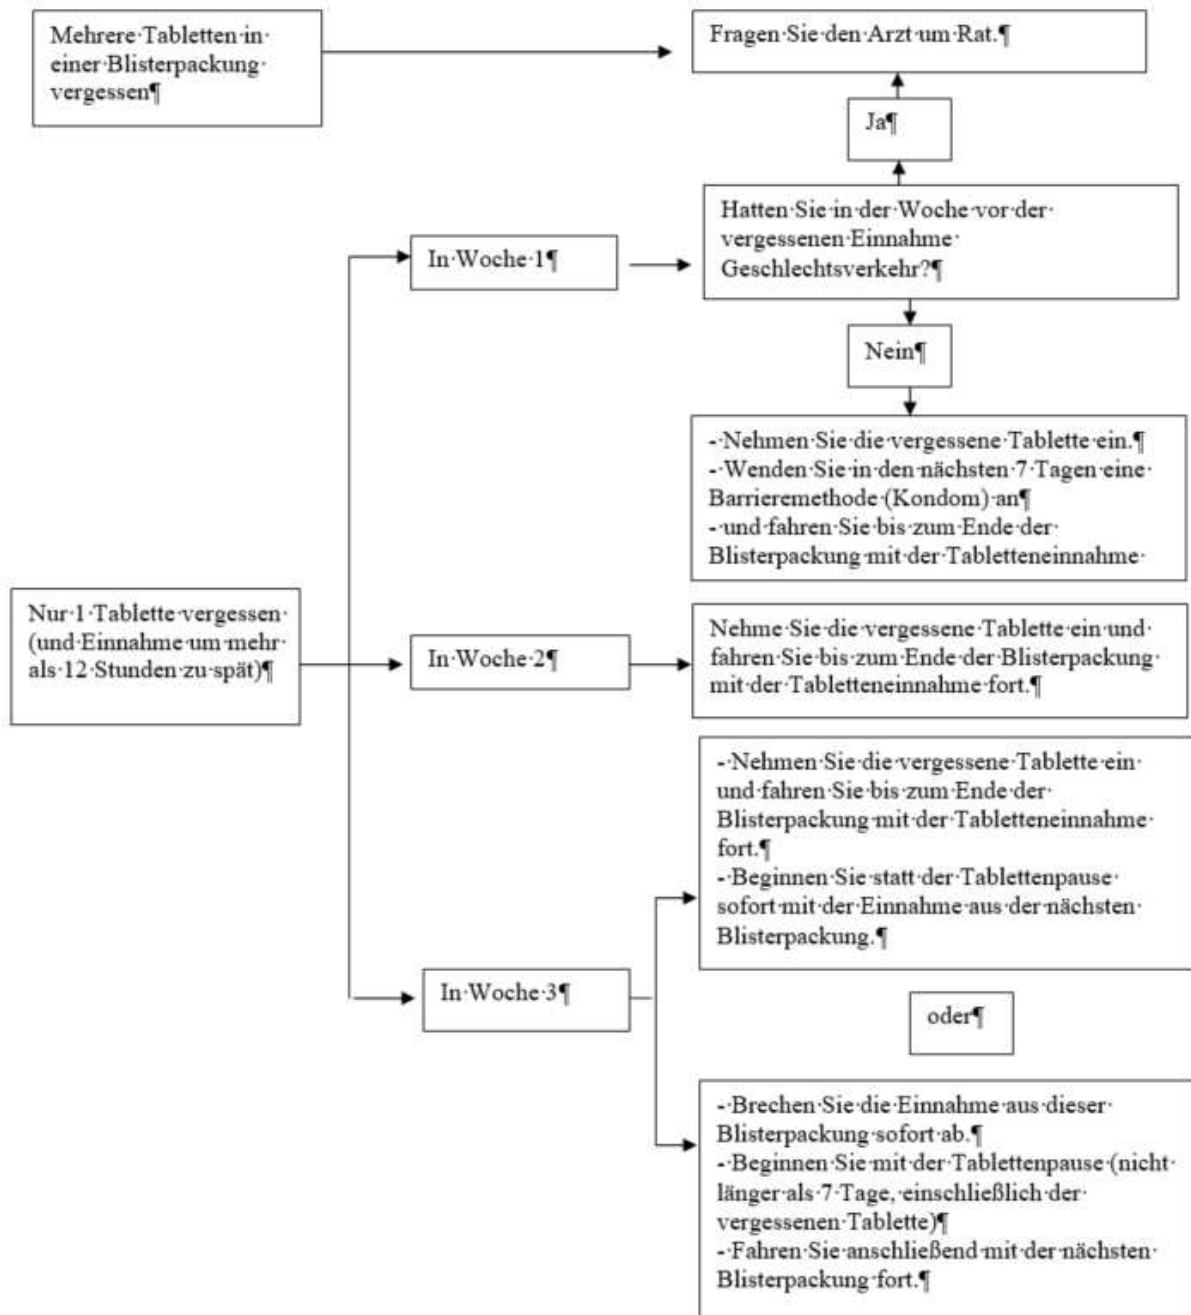 Mehrere·Tabletten·in·
einer·Blisterpackung·
vergessen¶
Fragen·Sie·den·Arzt·um·Rat.¶
Ja¶
Hatten·Sie·in·der·Woche·vor·der·
vergessenen·Einnahme·
Geschlechtsverkehr?¶
In·Woche·1¶
Nein¶
-·Nehmen·Sie·die·vergessene·Tablette·ein.¶
-·Wenden·Sie·in·den·nächsten·7·Tagen·eine·
Barrieremethode·(Kondom)·an¶
-·und·fahren·Sie·bis·zum·Ende·der·
Blisterpackung·mit·der·Tabletteneinnahme·
Nur·1·Tablette·vergessen·
(und·Einnahme·um·mehr·
als·12·Stunden·zu·spät)¶
In·Woche·2¶
Nehme·Sie·die·vergessene·Tablette·ein·und·
fahren·Sie·bis·zum·Ende·der·Blisterpackung·
mit·der·Tabletteneinnahme·fort.¶
-·Nehmen·Sie·die·vergessene·Tablette·ein·
und·fahren·Sie·bis·zum·Ende·der·
Blisterpackung·mit·der·Tabletteneinnahme·
fort.¶
-·Beginnen·Sie·statt·der·Tablettenpause·
sofort·mit·der·Einnahme·aus·der·nächsten·
Blisterpackung.¶
In·Woche·3¶
oder¶
-·Brechen·Sie·die·Einnahme·aus·dieser·
Blisterpackung·sofort·ab.¶
-·Beginnen·Sie·mit·der·Tablettenpause·(nicht·
länger·als·7·Tage,·einschließlich·der·
vergessenen·Tablette)¶
-·Fahren·Sie·anschließend·mit·der·nächsten·
Blisterpackung·fort.¶